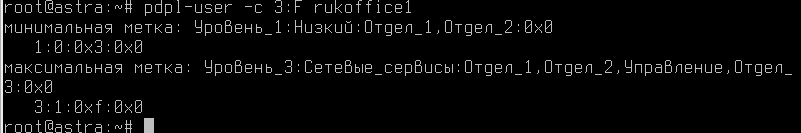 root@astra:~# pdpl-user -c 3:F rukoffice1
минимальная метка: Уровень_1:Низкий:Отдел_1,Отдел_2:0x0
   1:0:0x3:0x0
максимальная метка: Уровень_3:Сетевые_сервисы:Отдел_1,Отдел_2,Управление,Отдел_
3:0x0
   3:1:0xf:0x0
root@astra:~#